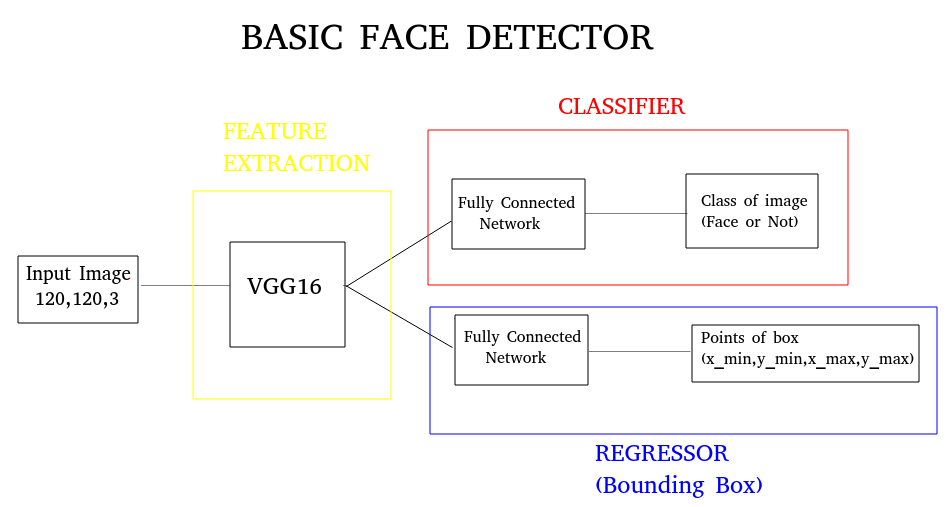 BASIC FACE DETECTOR
CLASSIFIER
FEATURE
EXTRACTION
Fully Connected
Network
Class of image
(Face or Not)
Input Image
120,120,3
VGG16
Fully Connected
Network
Points of box
(x_min,y_min,x_max,y_max)
REGRESSOR
(Bounding Box)